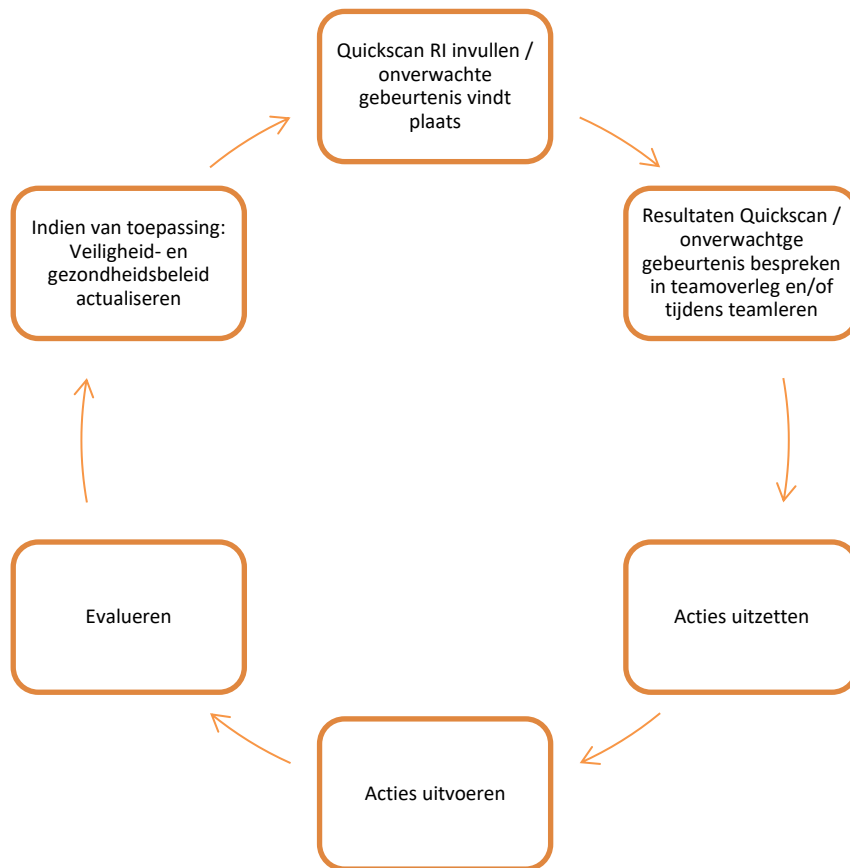 Quickscan RI invullen /
onverwachte
gebeurtenis vindt
plaats
Resultaten Quickscan /
onverwachtge
gebeurtenis bespreken
in teamoverleg en/of
tijdens teamleren
Acties uitzetten
Acties uitvoeren
Evalueren
Indien van toepassing:
Veiligheid- en
gezondheidsbeleid
actualiseren